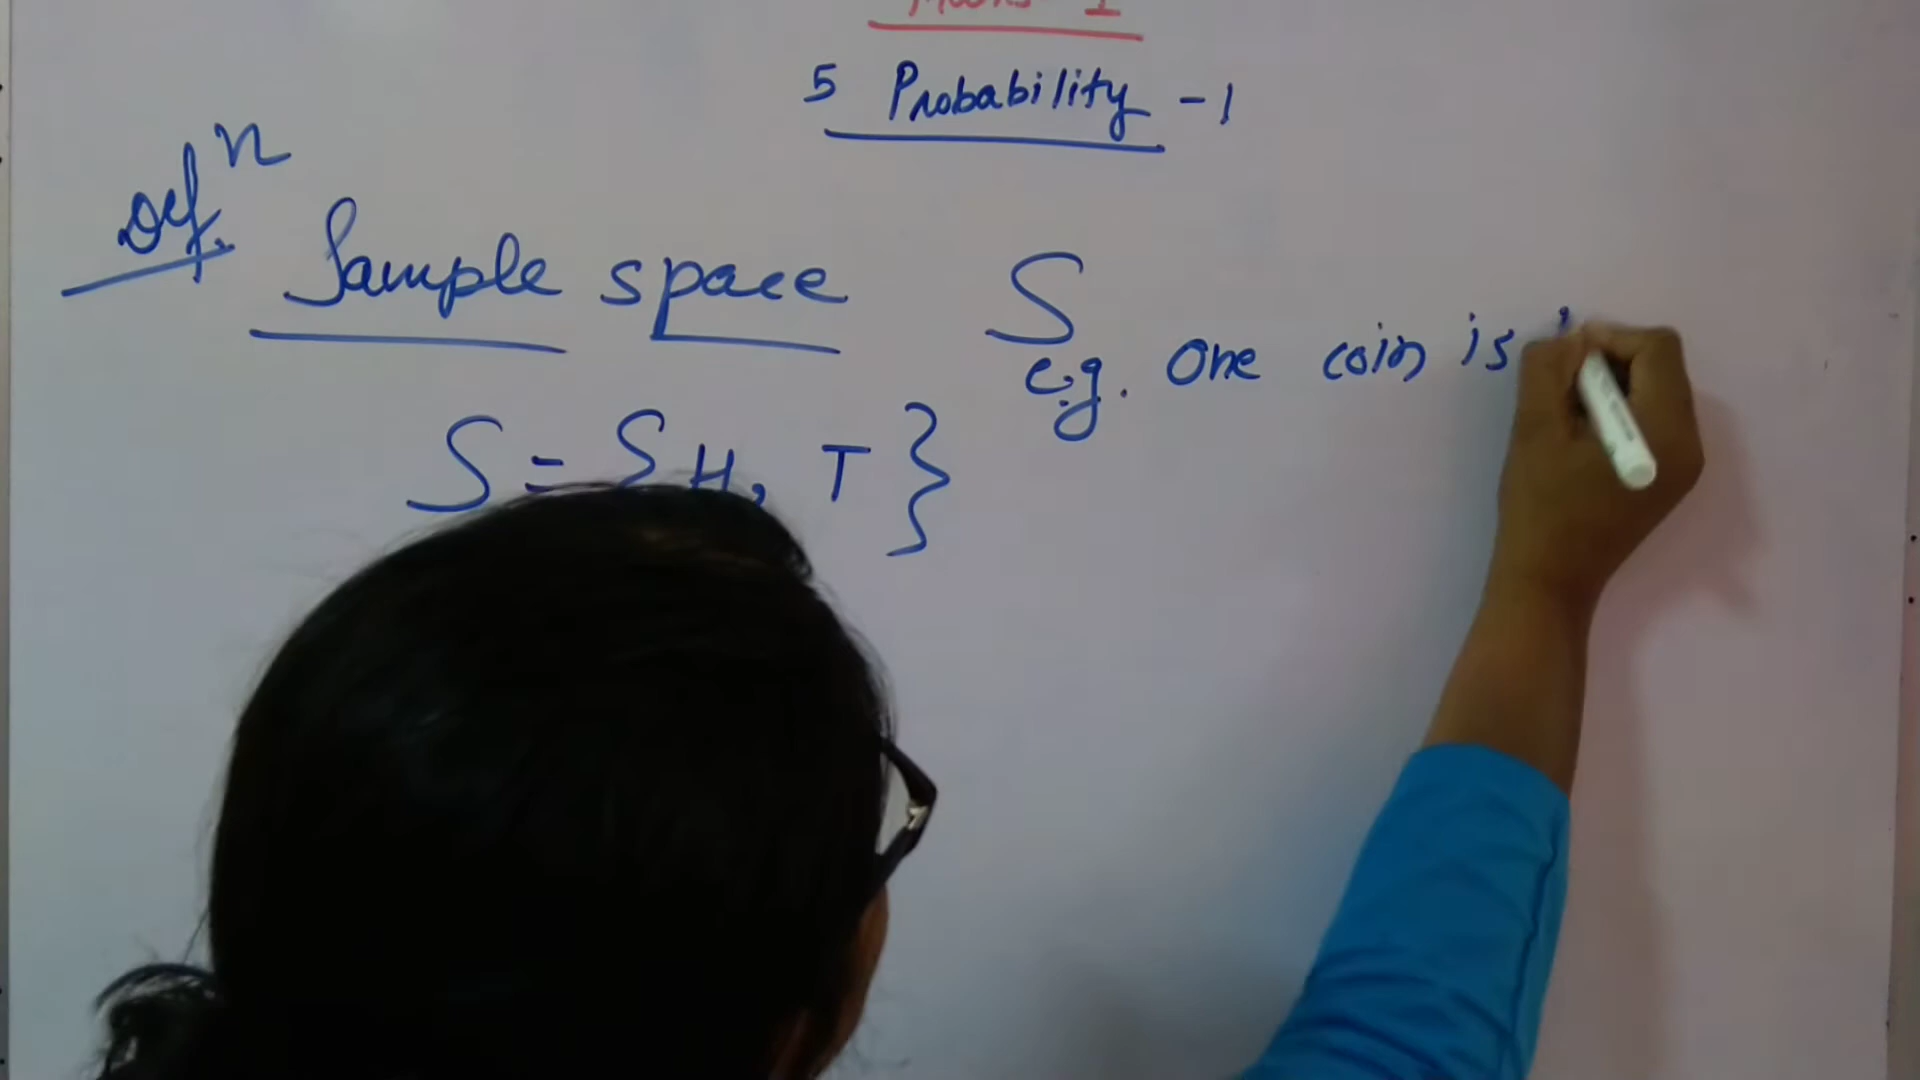 5 Probability - 1
Defn
Sample space S
e.g. One coin is
S = { H, T }